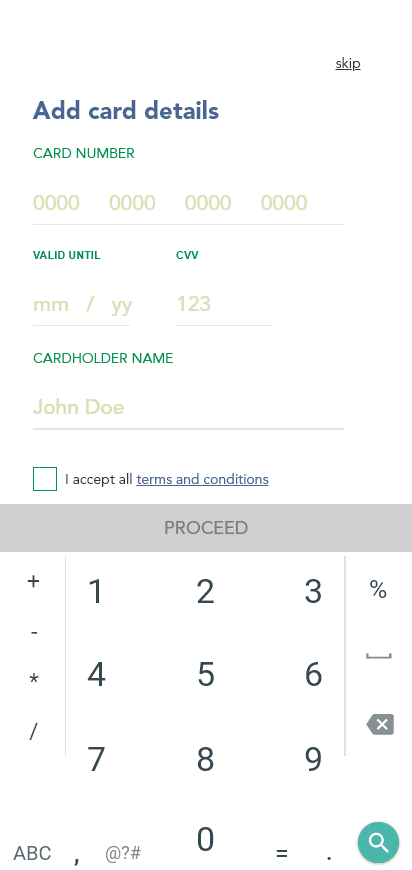 skip
Add card details
CARD NUMBER
0000 0000 0000 0000
VALID UNTIL CVV
mm / yy 123
CARDHOLDER NAME
John Doe
I accept all terms and conditions
PROCEED
+ 1 2 3 %
-
* 4 5 6
/ 7 8 9
ABC , @?# 0 = .